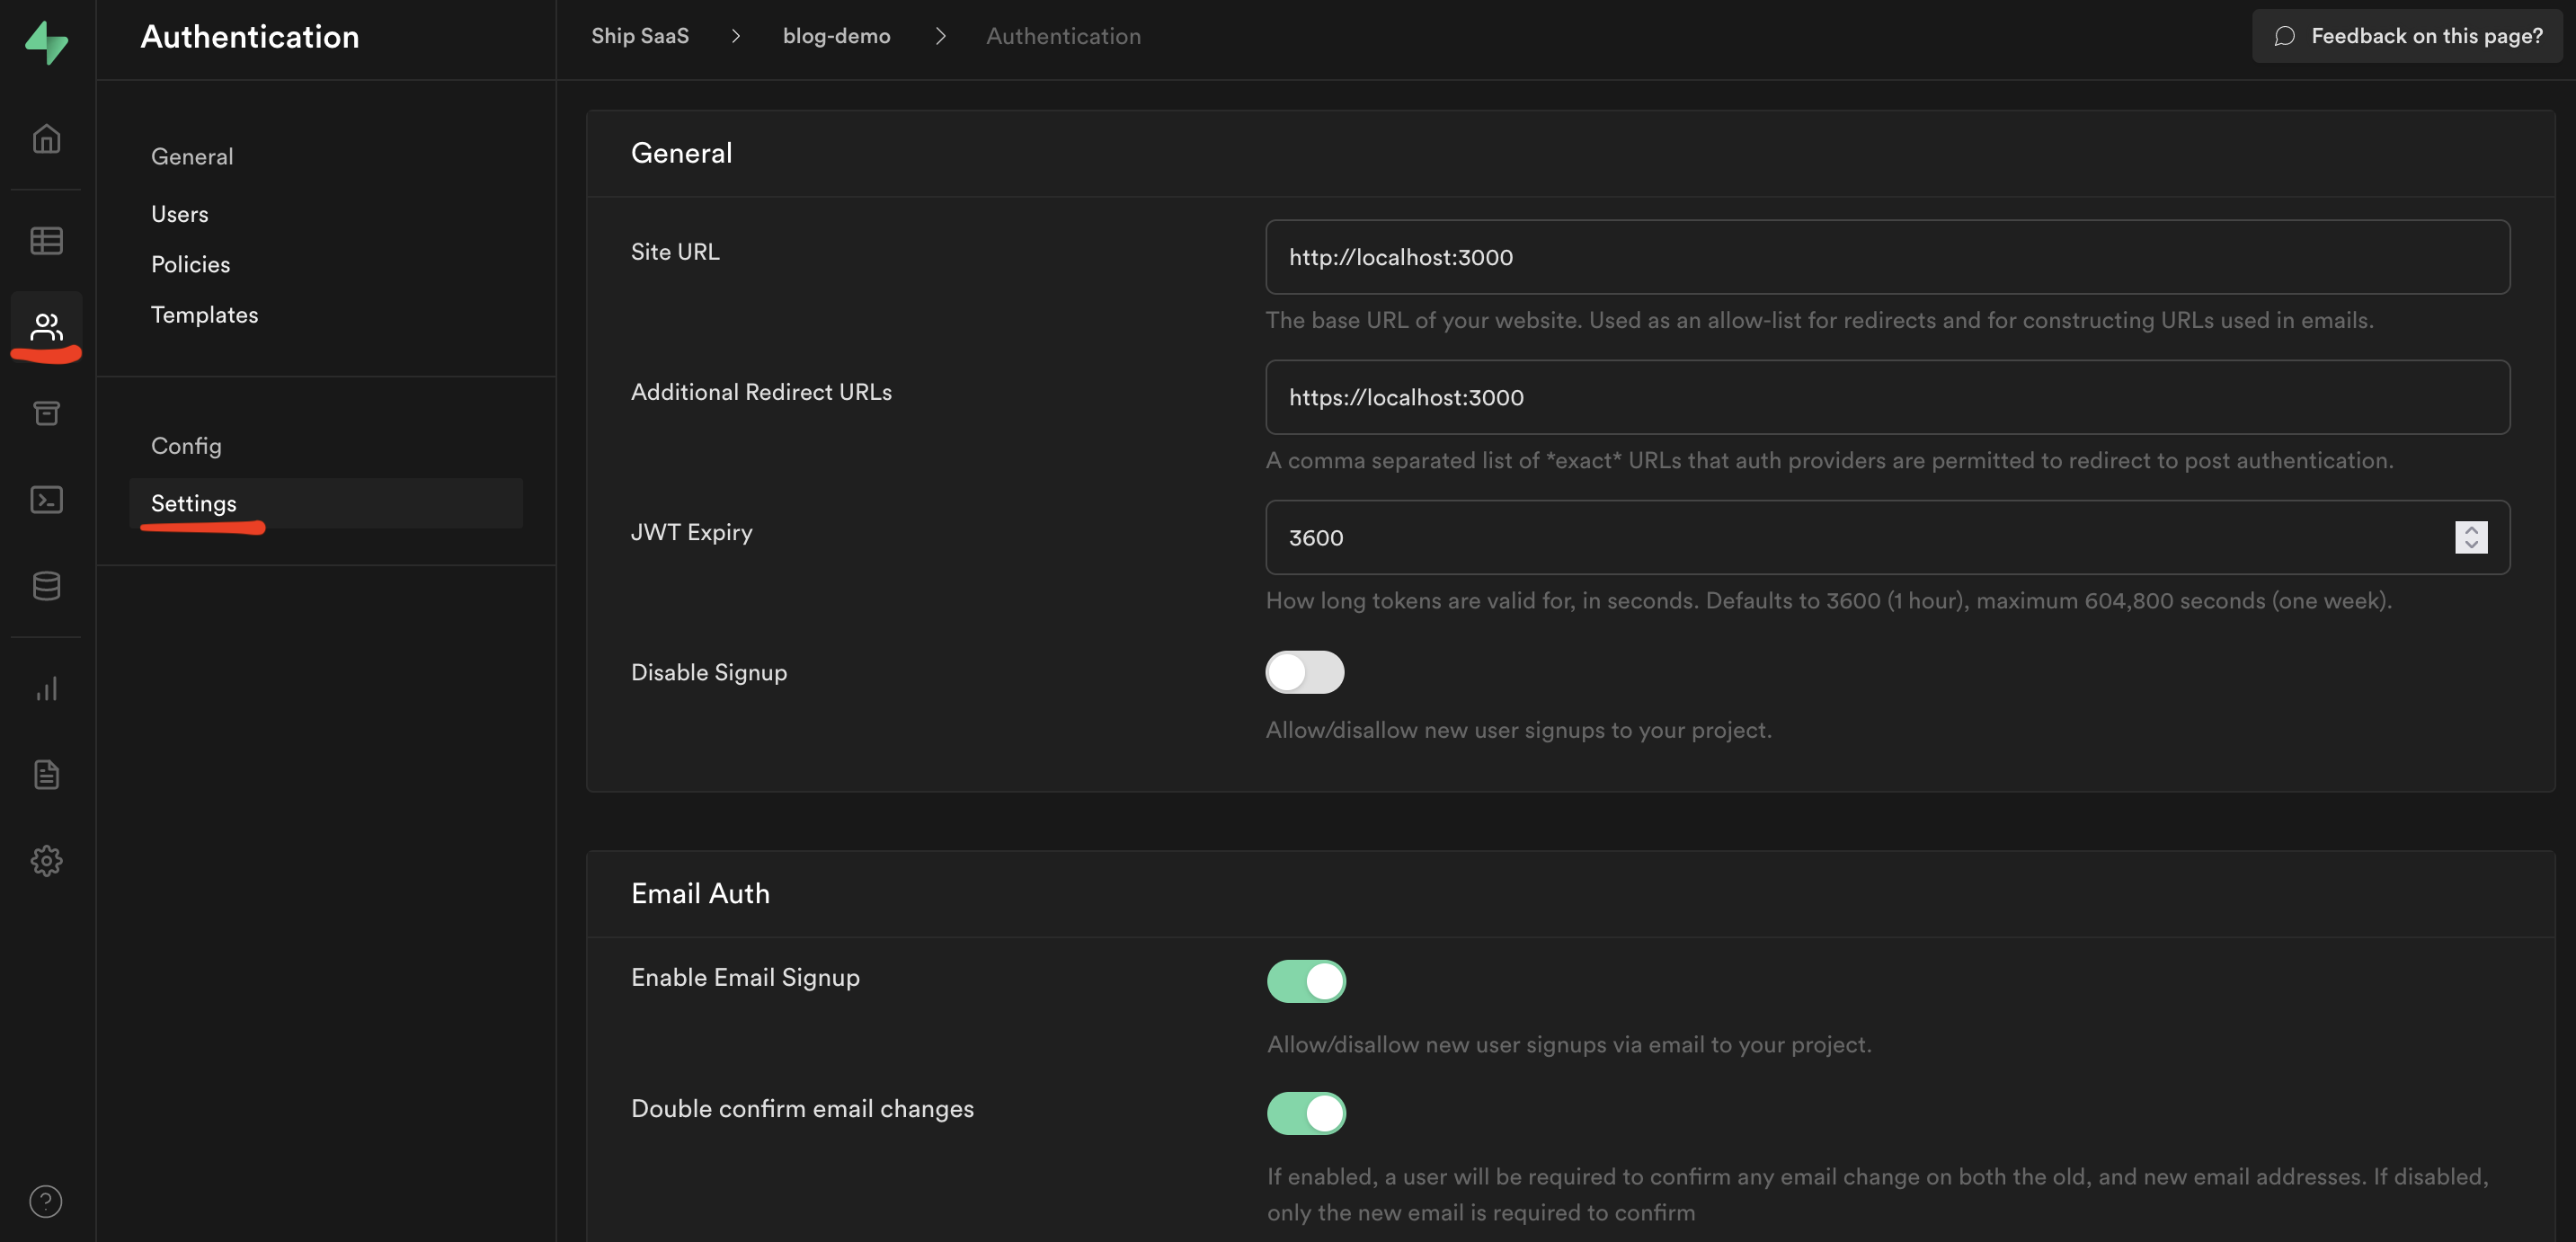 Authentication
Ship SaaS > blog-demo > Authentication
Feedback on this page?
General
Users
Policies
Templates
Config
Settings
General
Site URL
http://localhost:3000
The base URL of your website. Used as an allow-list for redirects and for constructing URLs used in emails.
Additional Redirect URLs
https://localhost:3000
A comma separated list of *exact* URLs that auth providers are permitted to redirect to post authentication.
JWT Expiry
3600
How long tokens are valid for, in seconds. Defaults to 3600 (1 hour), maximum 604,800 seconds (one week).
Disable Signup
Allow/disallow new user signups to your project.
Email Auth
Enable Email Signup
Allow/disallow new user signups via email to your project.
Double confirm email changes
If enabled, a user will be required to confirm any email change on both the old, and new email addresses. If disabled,
only the new email is required to confirm